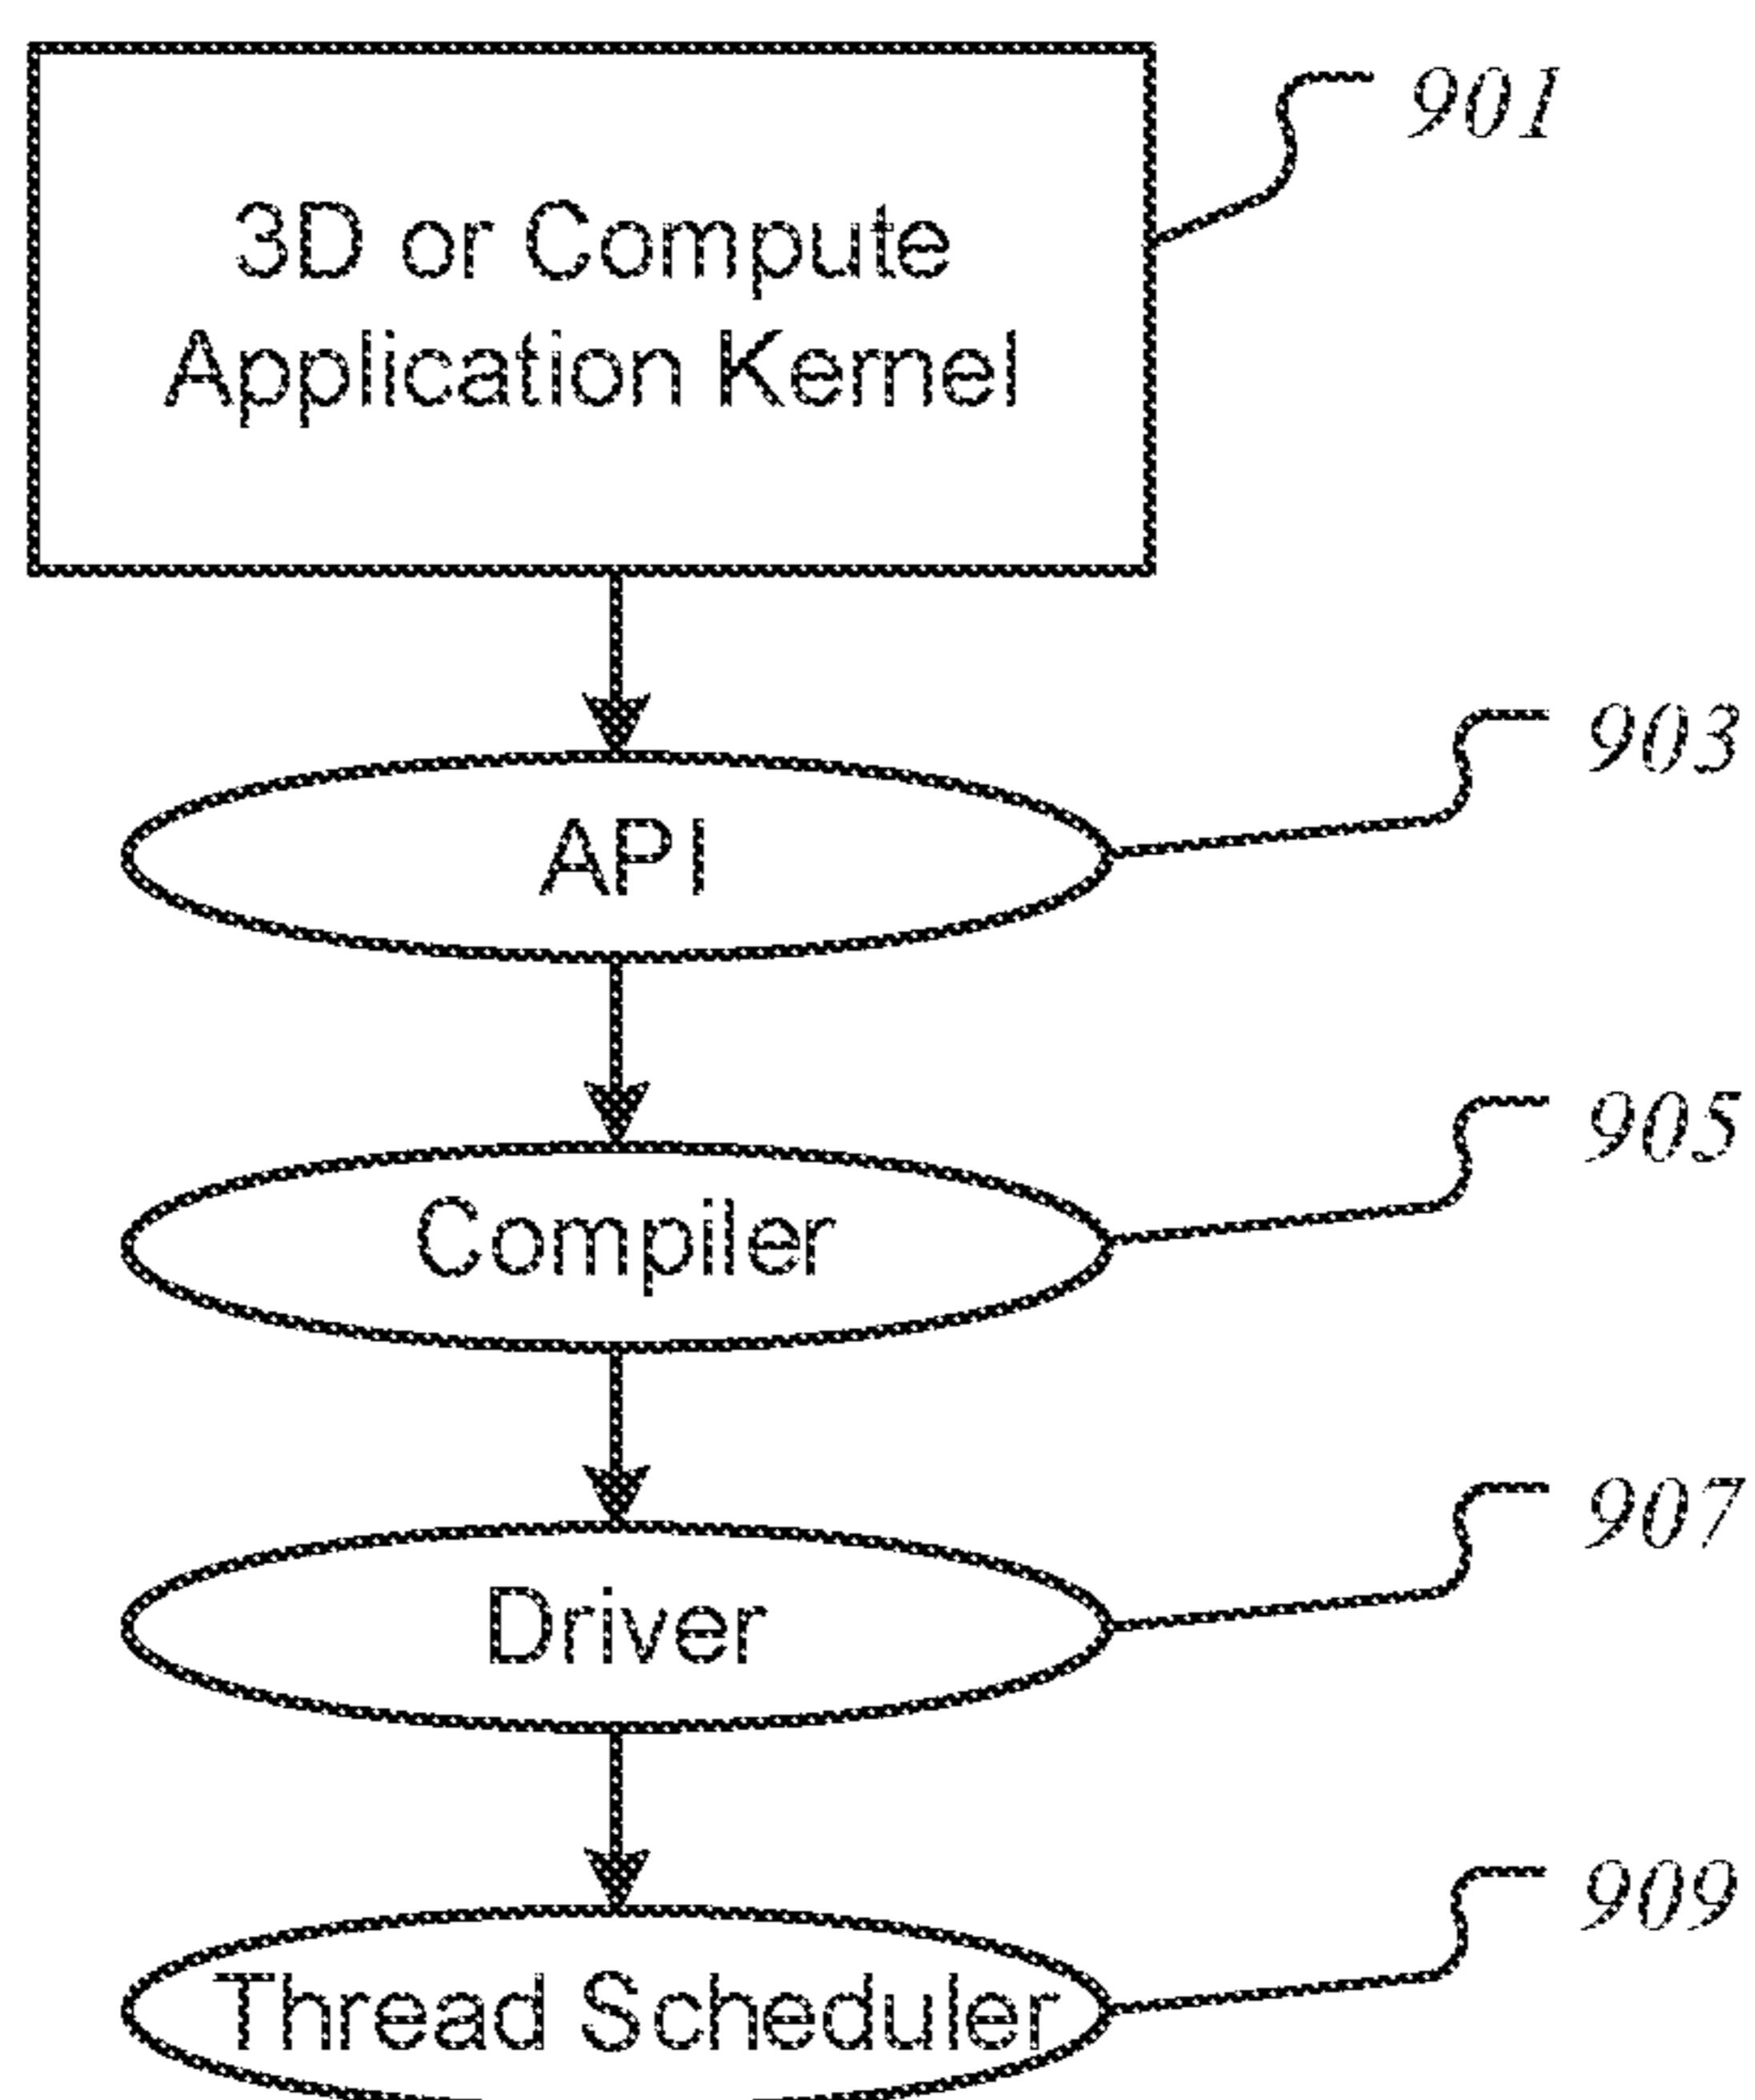 901
3D or Compute
Application Kernel
903
API
905
Compiler
907
Driver
909
Thread Scheduler